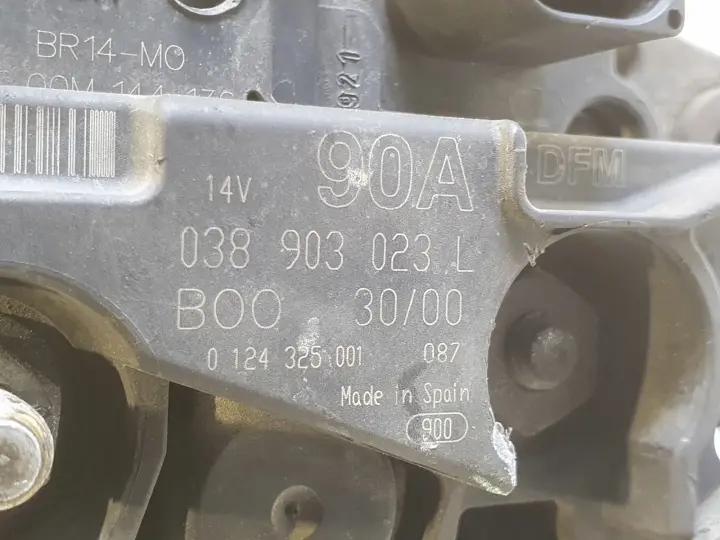 BR14-MO
921-
90A
DFM
14V
038 903 023 L
BOO 30/00
0 124 325 001 087
Made in Spain
900